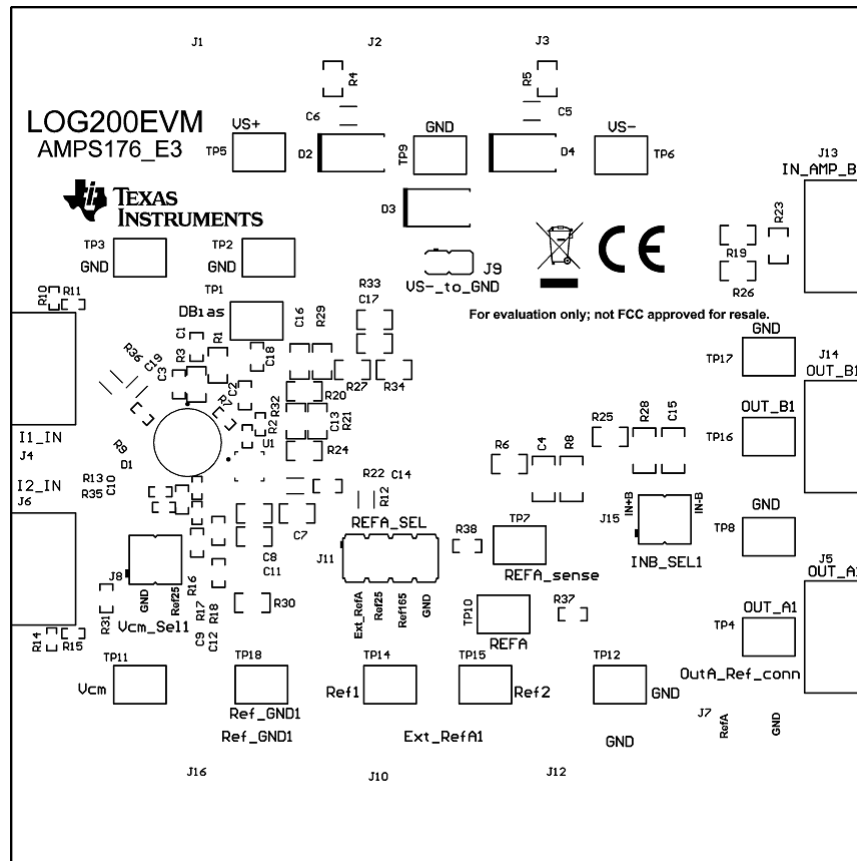 J1
J2
J3
R4
R5
C6
C5
LOG200EVM
AMPS176_E3
VS+
TP5
D2
TP9
GND
D4
VS-
TP6
J13
IN_AMP_B
TEXAS
INSTRUMENTS
D3
R23
R19
R26
TP3
GND
TP2
GND
J9
VS-_to_GND
R10
R11
TP1
DBias
R33
C17
For evaluation only; not FCC approved for resale.
C16
R29
GND
TP17
J14
OUT_B1
R36
C19
C3
C1
R3
R1
C18
R27
R34
R20
C2
R7
R32
C13
R21
R2
U1
R24
OUT_B1
TP16
R25
R28
C15
I1_IN
J4
R9
D1
I2_IN
J6
R13
R35
C10
R6
C4
R8
R22
C14
R12
REFA_SEL
C7
C8
C11
J11
R38
TP7
REFA_sense
J15
IN+B
IN-B
INB_SEL1
GND
TP8
J5
OUT_A1
J8
GND
Ref25
Vcm_Sel1
R16
R17
R18
C9
C12
R30
R31
R14
R15
Ext_RefA
Ref25
Ref165
GND
TP10
REFA
R37
OUT_A1
TP4
OutA_Ref_conn
TP11
Vcm
TP18
Ref_GND1
Ref_GND1
TP14
Ref1
TP15
Ref2
Ext_RefA1
TP12
GND
GND
J7
RefA
GND
J16
J10
J12